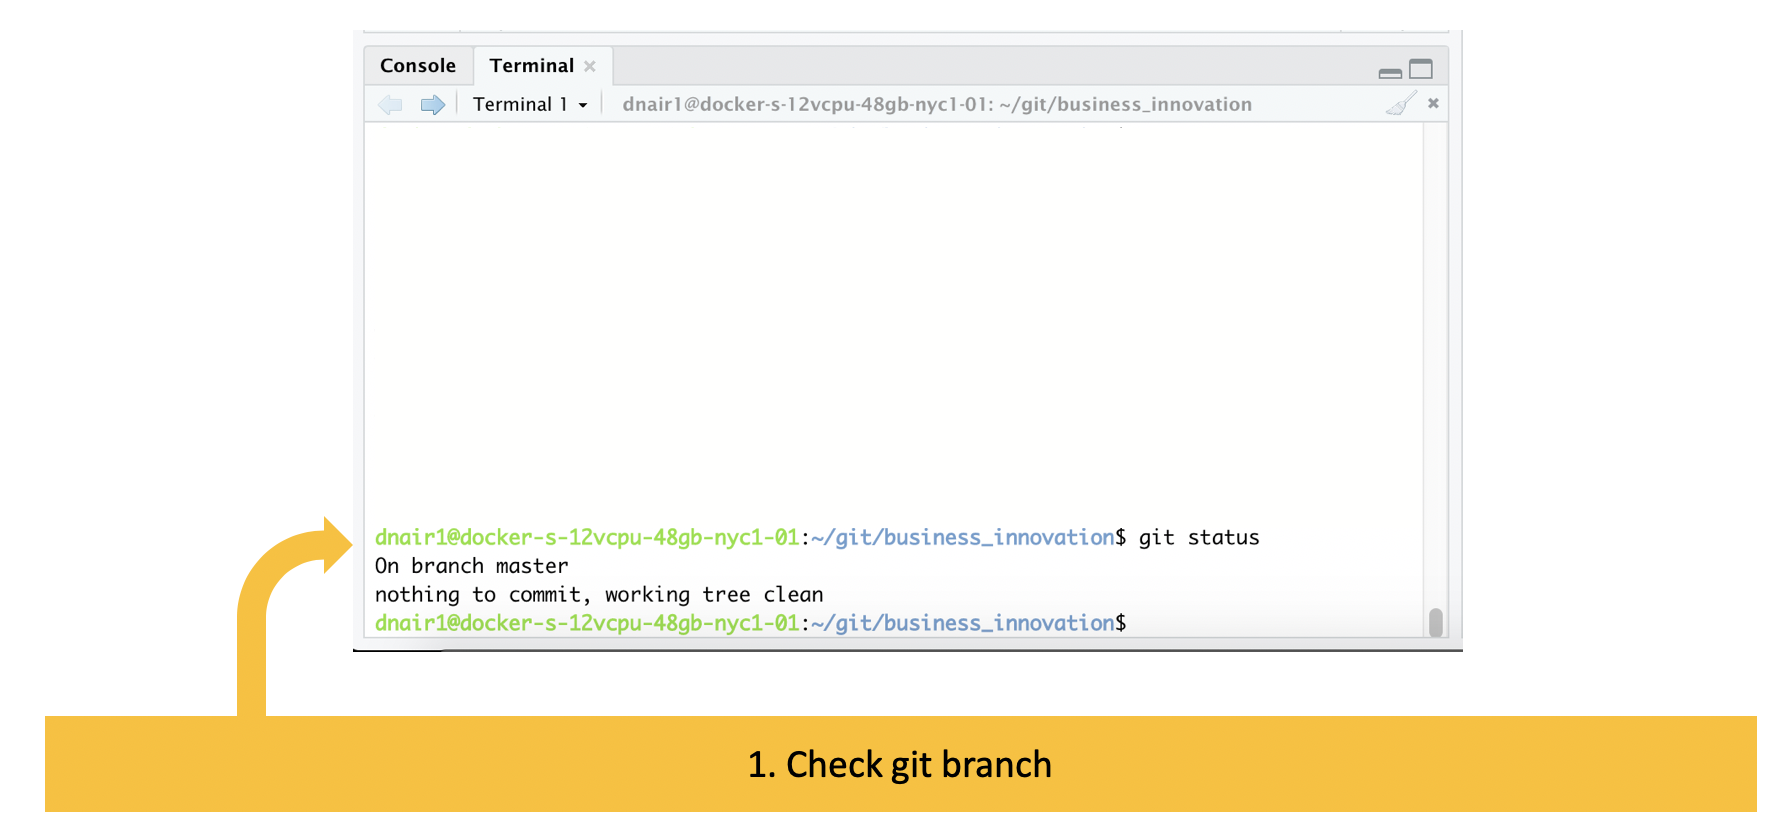 Console Terminal
Terminal 1 dnair1@docker-s-12vcpu-48gb-nyc1-01: ~/git/business_innovation
dnair1@docker-s-12vcpu-48gb-nyc1-01:~/git/business_innovation$ git status
On branch master
nothing to commit, working tree clean
dnair1@docker-s-12vcpu-48gb-nyc1-01:~/git/business_innovation$
1. Check git branch